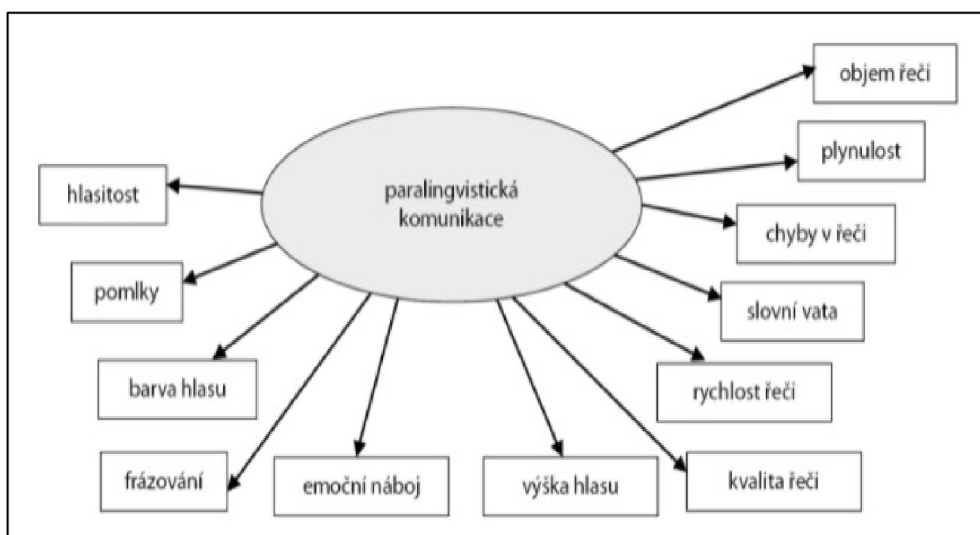 objem řeči
plynulost
paralingvistická
komunikace
hlasitost
chyby v řeči
pomlky
slovní vata
barva hlasu
rychlost řeči
frázování
emoční náboj
výška hlasu
kvalita řeči